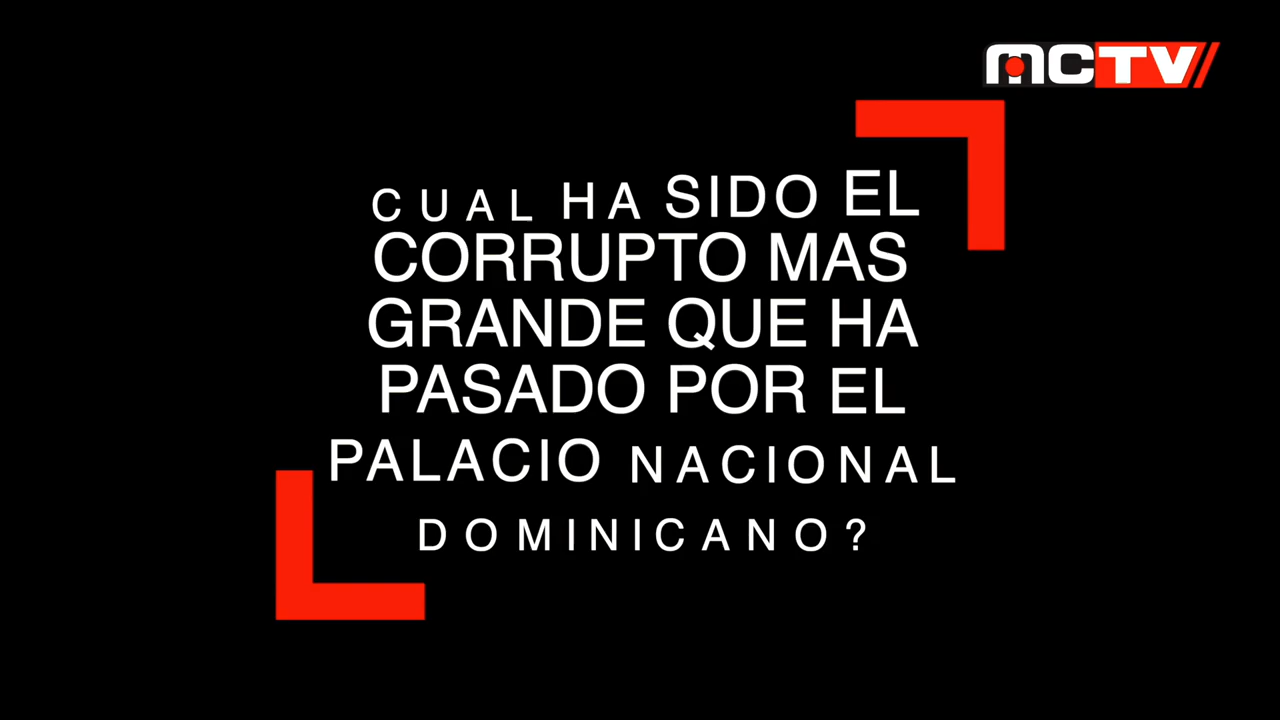 MCTV
CUAL HA SIDO EL
CORRUPTO MAS
GRANDE QUE HA
PASADO POR EL
PALACIO NACIONAL
DOMINICANO?